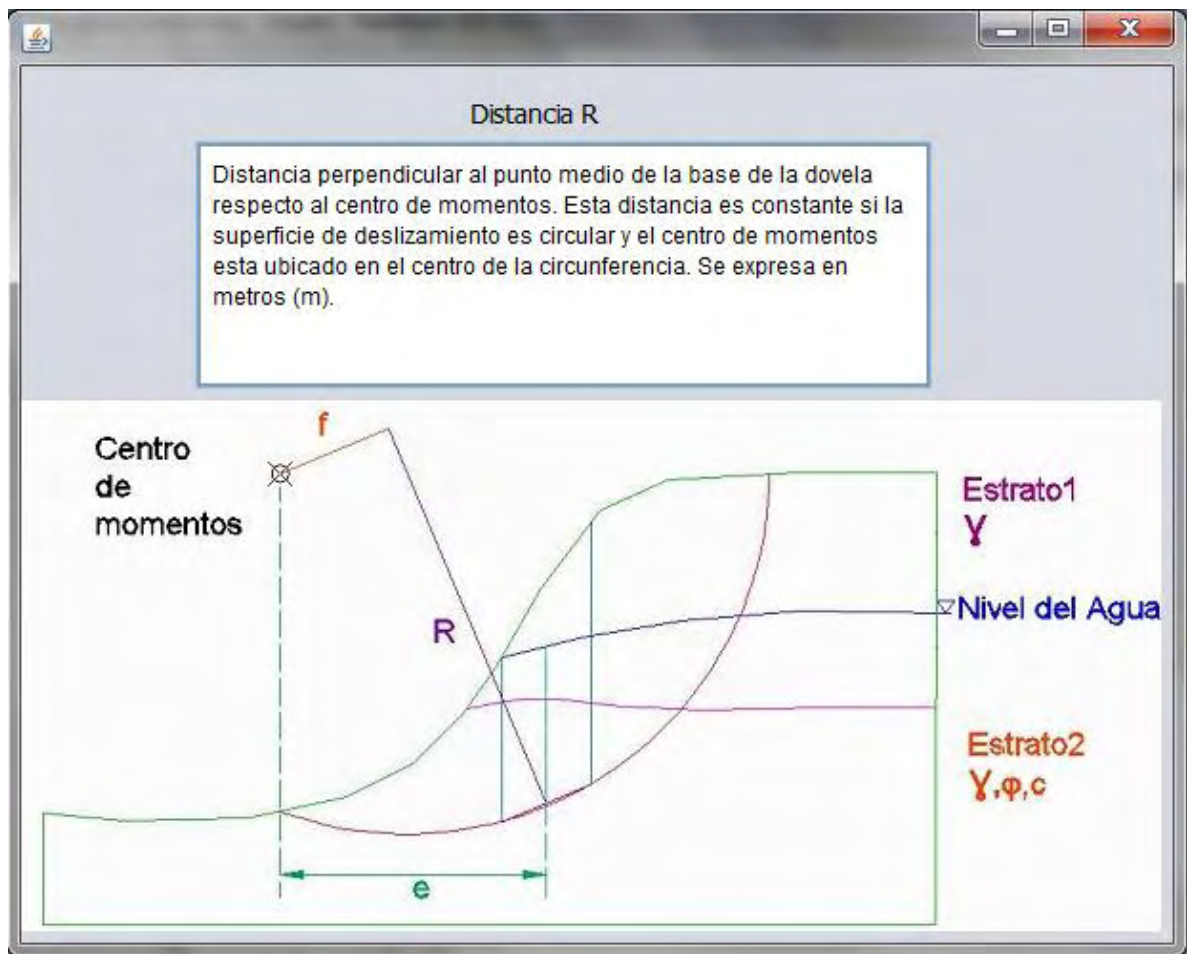 Distancia R
Distancia perpendicular al punto medio de la base de la dovela
respecto al centro de momentos. Esta distancia es constante si la
superficie de deslizamiento es circular y el centro de momentos
esta ubicado en el centro de la circunferencia. Se expresa en
metros (m).
f
Centro
de
momentos
Estrato1
γ
Nivel del Agua
R
Estrato2
γ,φ,c
e